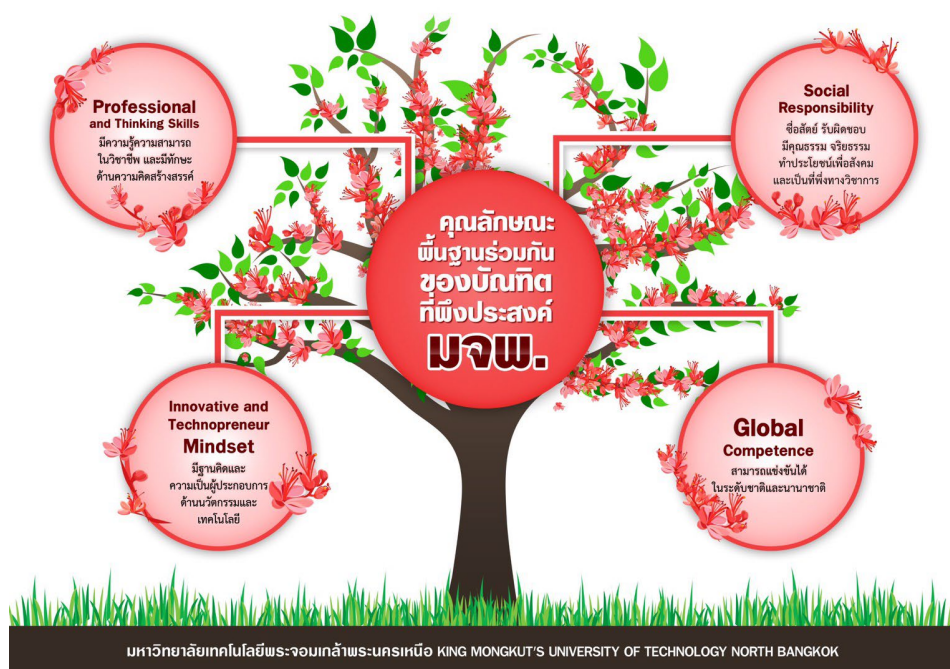 Professional
and Thinking Skills
มีความรู้ความสามารถ
ในวิชาชีพ และมีทักษะ
ด้านความคิดสร้างสรรค์
Social
Responsibility
ซื่อสัตย์ รับผิดชอบ
มีคุณธรรม จริยธรรม
ทำประโยชน์เพื่อสังคม
และเป็นที่พึ่งทางวิชาการ
คุณลักษณะ
พื้นฐานร่วมกัน
ของบัณฑิต
ที่พึงประสงค์
มจพ.
Innovative and
Technopreneur
Mindset
มีฐานคิดและ
ความเป็นผู้ประกอบการ
ด้านนวัตกรรมและ
เทคโนโลยี
Global
Competence
สามารถแข่งขันได้
ในระดับชาติและนานาชาติ
มหาวิทยาลัยเทคโนโลยีพระจอมเกล้าพระนครเหนือ KING MONGKUT'S UNIVERSITY OF TECHNOLOGY NORTH BANGKOK